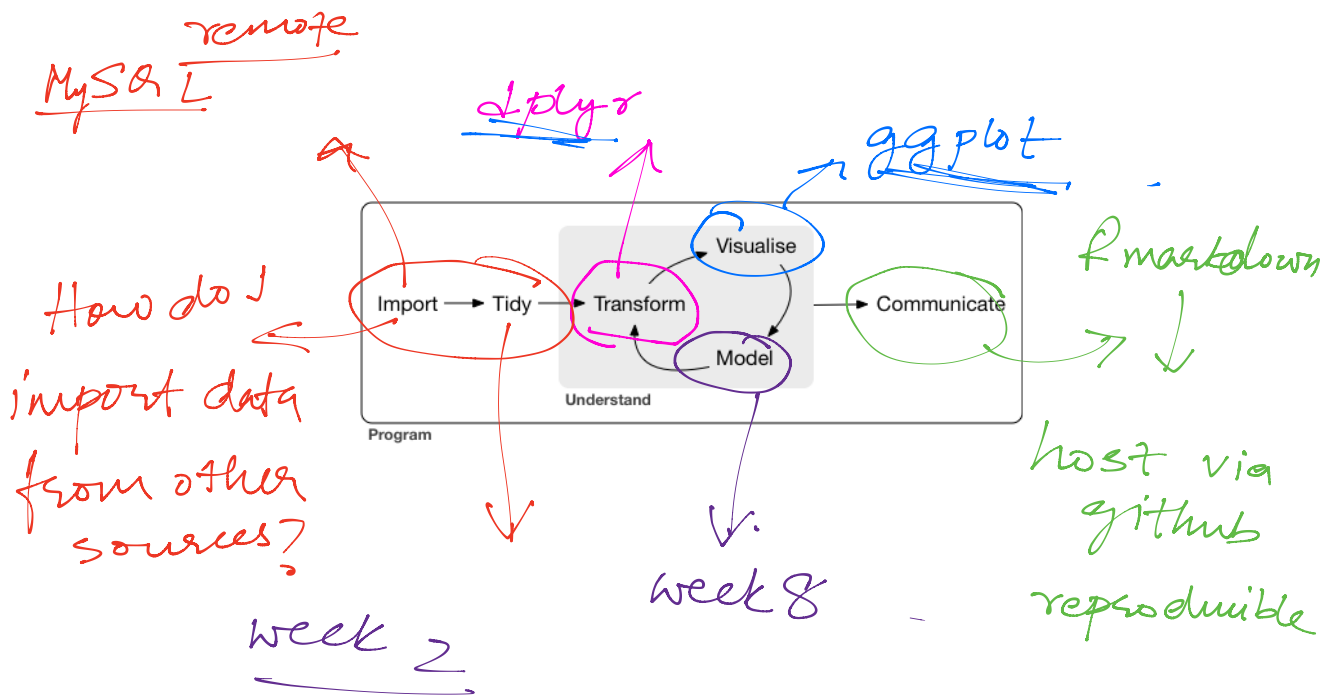 remote
MySQL
dplyr
ggplot
Visualise
Rmarkdown
Import
Tidy
Transform
Communicate
Model
Understand
Program
How do I
import data
from other
sources?
host via
github
reproducible
week 8
week 2